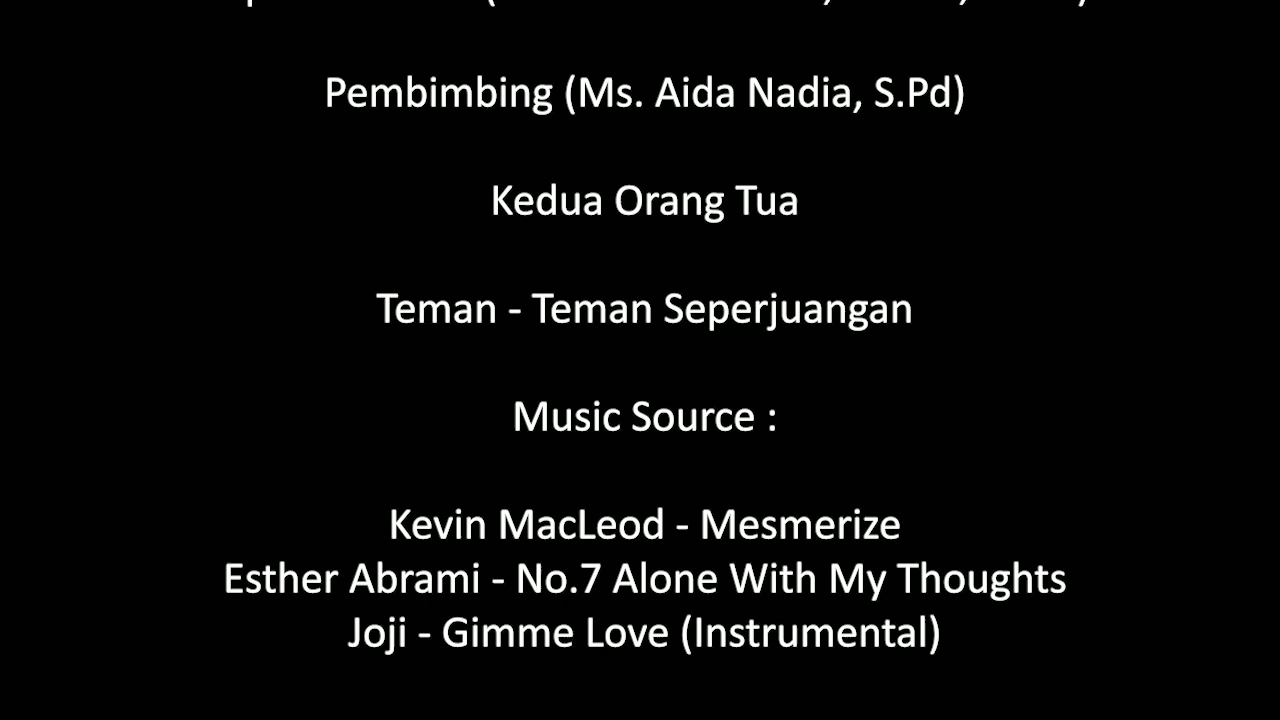 Pembimbing (Ms. Aida Nadia, S.Pd)
Kedua Orang Tua
Teman - Teman Seperjuangan
Music Source :
Kevin MacLeod - Mesmerize
Esther Abrami - No.7 Alone With My Thoughts
Joji - Gimme Love (Instrumental)